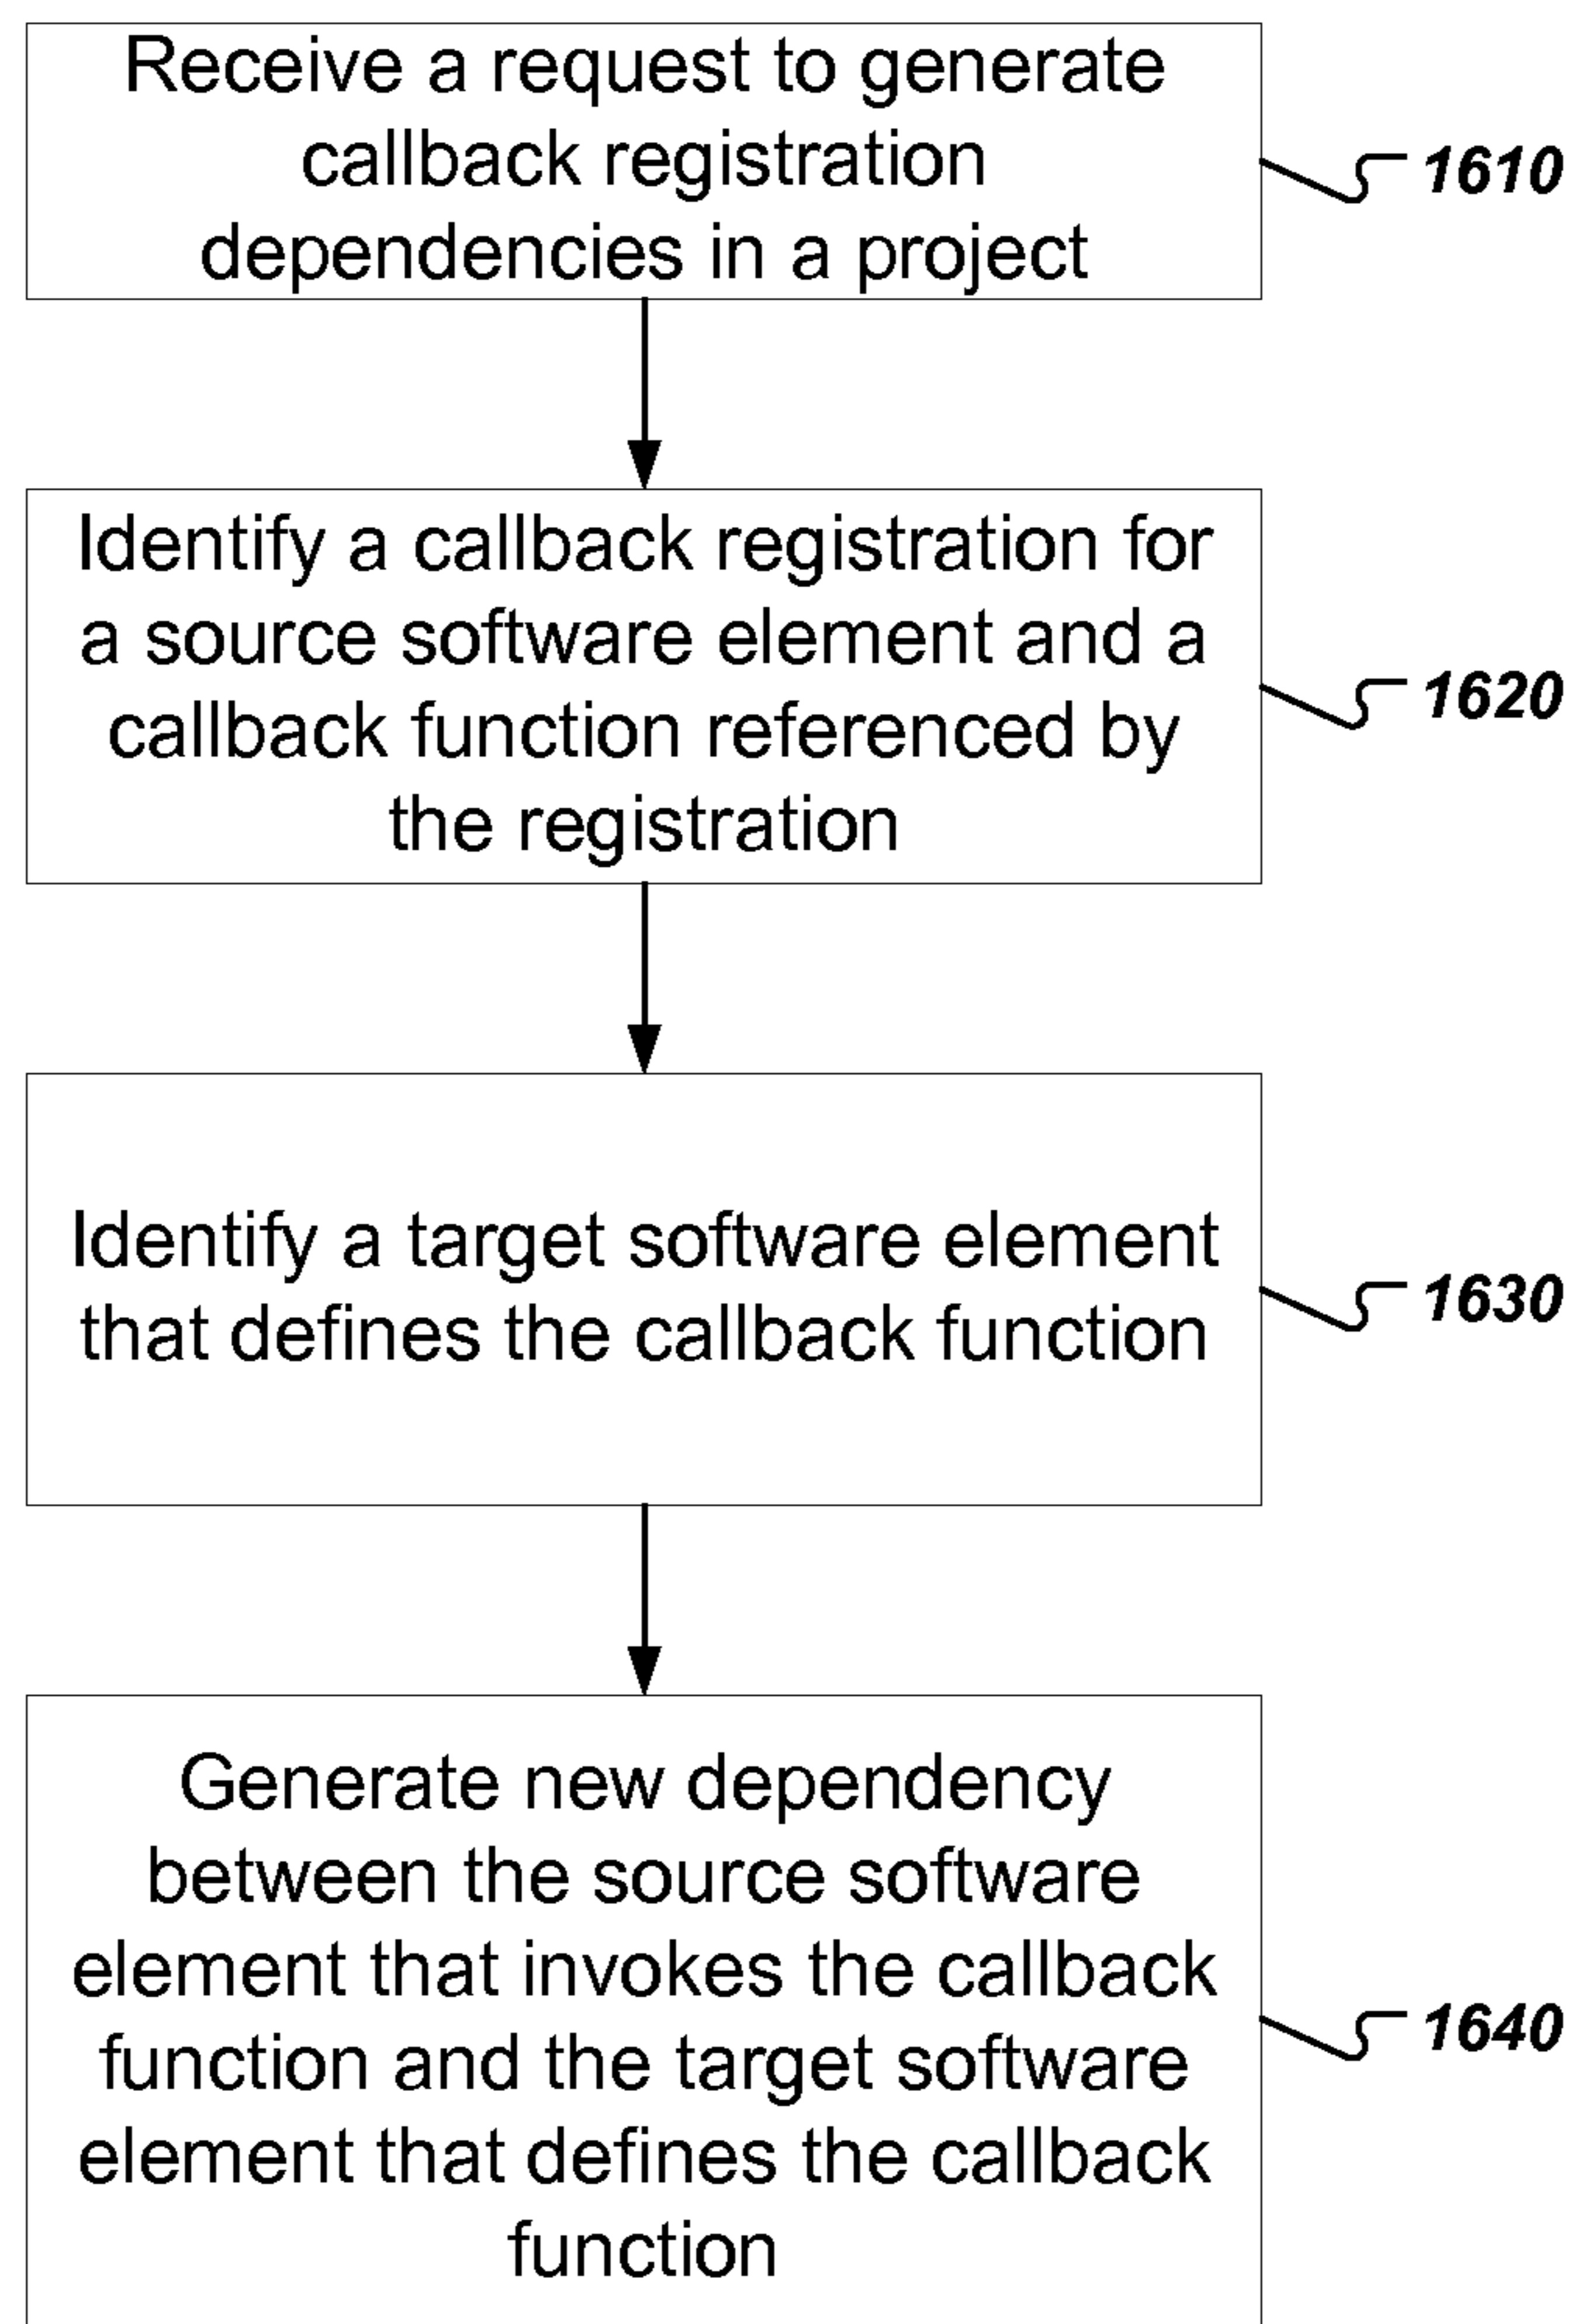 Receive a request to generate
callback registration
dependencies in a project
1610
Identify a callback registration for
a source software element and a
callback function referenced by
the registration
1620
Identify a target software element
that defines the callback function
1630
Generate new dependency
between the source software
element that invokes the callback
function and the target software
element that defines the callback
function
1640